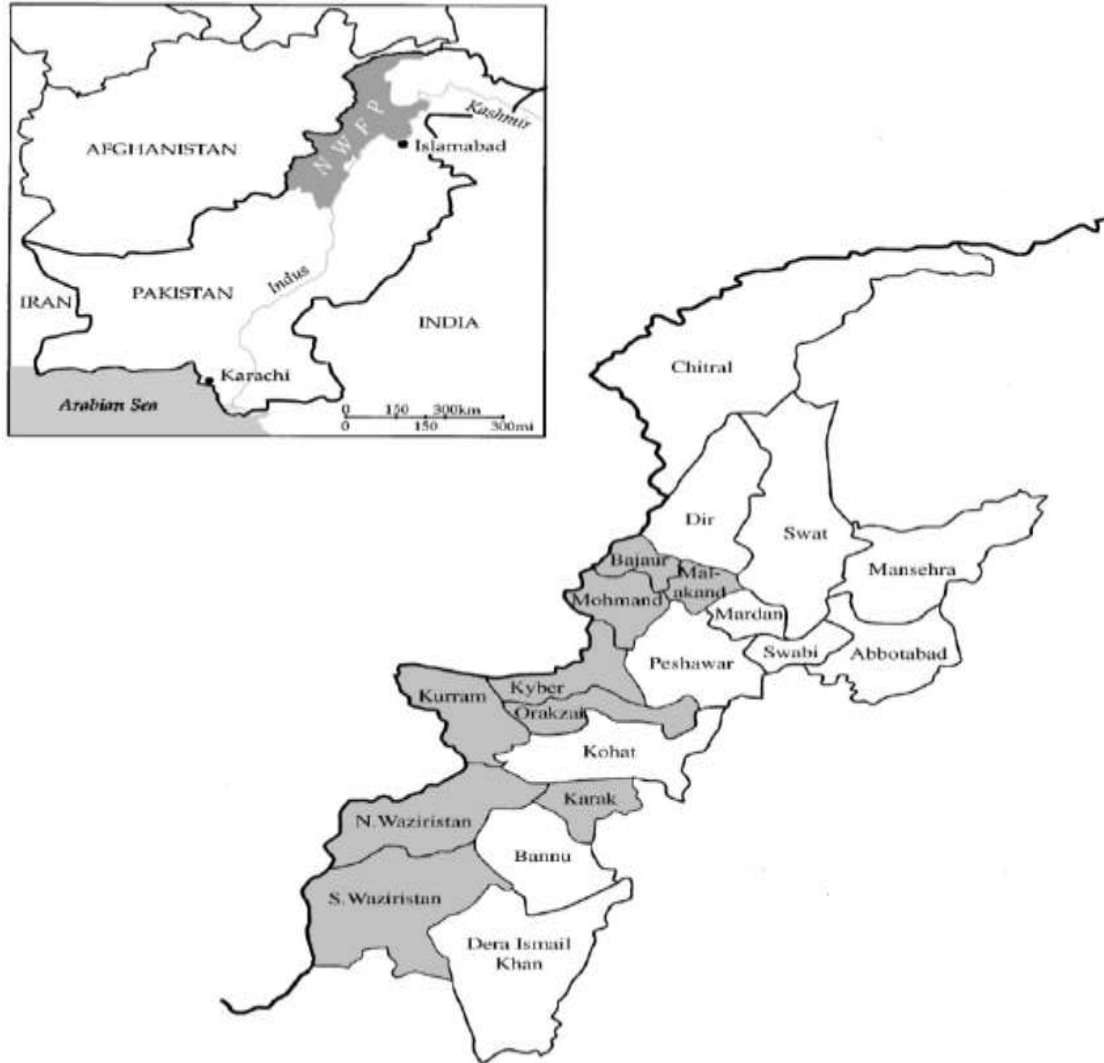 Kashmir
N W F P
AFGHANISTAN
Islamabad
Indus
PAKISTAN
IRAN
INDIA
Karachi
Arabian Sea
0 150 300km
0 150 300mi
Chitral
Dir
Swat
Bajaur
Mal-
akand
Mansehra
Mohmand
Mardan
Swabi
Abbotabad
Peshawar
Kyber
Kurram
Orakzai
Kohat
Karak
N. Waziristan
Bannu
S. Waziristan
Dera Ismail
Khan